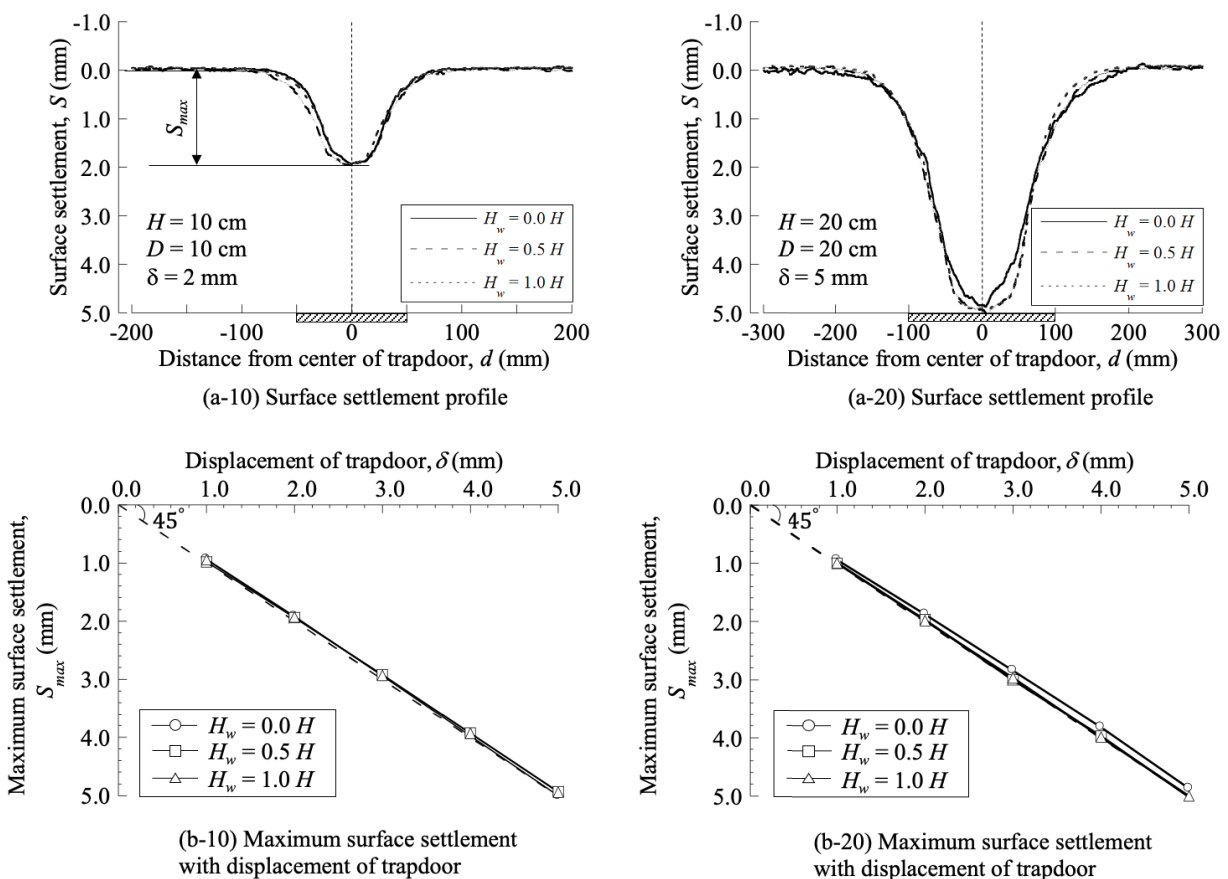 -1.0
0.0
1.0
2.0
3.0
4.0
5.0
Surface settlement, S (mm)
S_max
H = 10 cm
D = 10 cm
δ = 2 mm
H_w = 0.0 H
H_w = 0.5 H
H_w = 1.0 H
-200 -100 0 100 200
Distance from center of trapdoor, d (mm)
(a-10) Surface settlement profile
-1.0
0.0
1.0
2.0
3.0
4.0
5.0
Surface settlement, S (mm)
H = 20 cm
D = 20 cm
δ = 5 mm
H_w = 0.0 H
H_w = 0.5 H
H_w = 1.0 H
-300 -200 -100 0 100 200 300
Distance from center of trapdoor, d (mm)
(a-20) Surface settlement profile
Displacement of trapdoor, δ (mm)
0.0 1.0 2.0 3.0 4.0 5.0
0.0
1.0
2.0
3.0
4.0
5.0
Maximum surface settlement,
S_max (mm)
45°
H_w = 0.0 H
H_w = 0.5 H
H_w = 1.0 H
(b-10) Maximum surface settlement
with displacement of trapdoor
Displacement of trapdoor, δ (mm)
0.0 1.0 2.0 3.0 4.0 5.0
0.0
1.0
2.0
3.0
4.0
5.0
Maximum surface settlement,
S_max (mm)
45°
H_w = 0.0 H
H_w = 0.5 H
H_w = 1.0 H
(b-20) Maximum surface settlement
with displacement of trapdoor